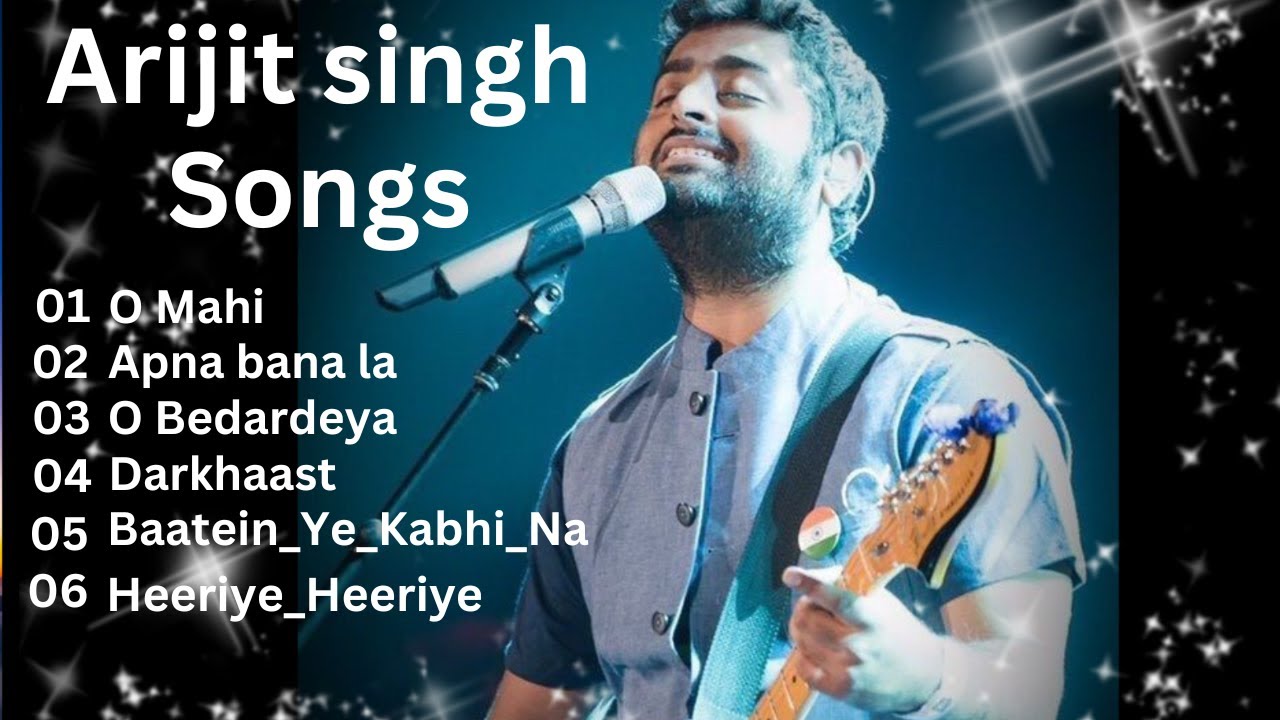 Arijit singh
Songs
01 O Mahi
02 Apna bana la
03 O Bedardeya
04 Darkhaast
05 Baatein_Ye_Kabhi_Na
06 Heeriye_Heeriye